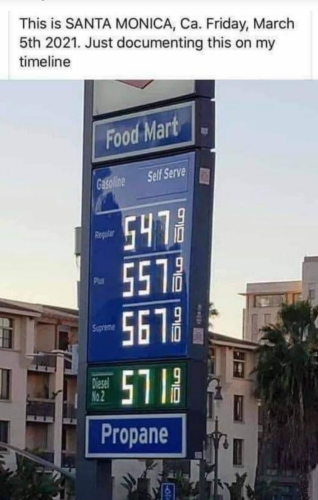 This is SANTA MONICA, Ca. Friday, March
5th 2021. Just documenting this on my
timeline
Food Mart
Gasoline Self Serve
Regular 547 9/10
Plus 557 9/10
Supreme 567 9/10
Diesel
No.2 571 9/10
Propane